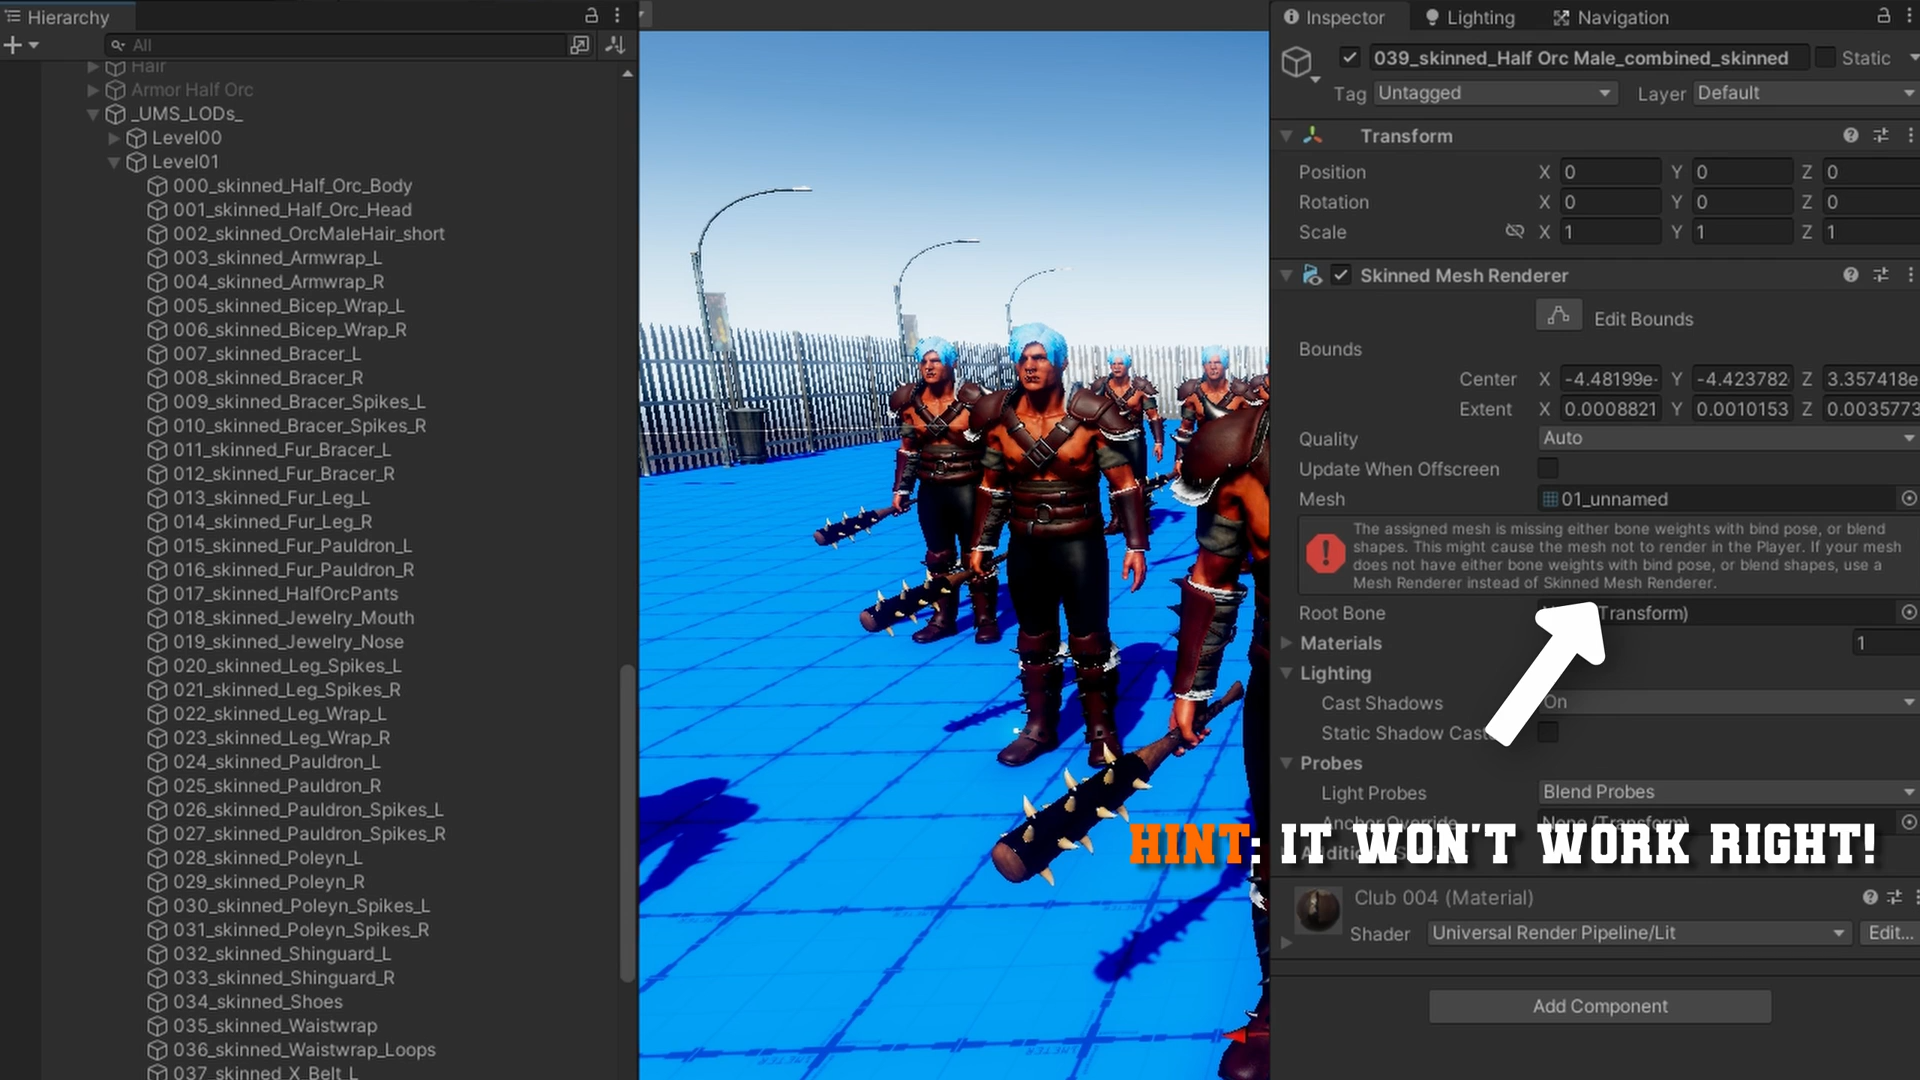 Hierarchy
All
Hair
Armor Half Orc
_UMS_LODs_
Level00
Level01
000_skinned_Half_Orc_Body
001_skinned_Half_Orc_Head
002_skinned_OrcMaleHair_short
003_skinned_Armwrap_L
004_skinned_Armwrap_R
005_skinned_Bicep_Wrap_L
006_skinned_Bicep_Wrap_R
007_skinned_Bracer_L
008_skinned_Bracer_R
009_skinned_Bracer_Spikes_L
010_skinned_Bracer_Spikes_R
011_skinned_Fur_Bracer_L
012_skinned_Fur_Bracer_R
013_skinned_Fur_Leg_L
014_skinned_Fur_Leg_R
015_skinned_Fur_Pauldron_L
016_skinned_Fur_Pauldron_R
017_skinned_HalfOrcPants
018_skinned_Jewelry_Mouth
019_skinned_Jewelry_Nose
020_skinned_Leg_Spikes_L
021_skinned_Leg_Spikes_R
022_skinned_Leg_Wrap_L
023_skinned_Leg_Wrap_R
024_skinned_Pauldron_L
025_skinned_Pauldron_R
026_skinned_Pauldron_Spikes_L
027_skinned_Pauldron_Spikes_R
028_skinned_Poleyn_L
029_skinned_Poleyn_R
030_skinned_Poleyn_Spikes_L
031_skinned_Poleyn_Spikes_R
032_skinned_Shinguard_L
033_skinned_Shinguard_R
034_skinned_Shoes
035_skinned_Waistwrap
036_skinned_Waistwrap_Loops
037_skinned_X_Belt_L
Inspector Lighting Navigation
039_skinned_Half Orc Male_combined_skinned Static
Tag Untagged Layer Default
Transform
Position X 0 Y 0 Z 0
Rotation X 0 Y 0 Z 0
Scale X 1 Y 1 Z 1
Skinned Mesh Renderer
Edit Bounds
Bounds
Center X -4.48199e- Y -4.423782 Z 3.357418e
Extent X 0.0008821 Y 0.0010153 Z 0.0035773
Quality Auto
Update When Offscreen
Mesh 01_unnamed
The assigned mesh is missing either bone weights with bind pose, or blend
shapes. This might cause the mesh not to render in the Player. If your mesh
does not have either bone weights with bind pose, or blend shapes, use a
Mesh Renderer instead of Skinned Mesh Renderer.
Root Bone Transform)
Materials 1
Lighting
Cast Shadows On
Static Shadow Cast
Probes
Light Probes Blend Probes
Anchor Override None (Transform)
HINT: IT WON'T WORK RIGHT!
Club 004 (Material)
Shader Universal Render Pipeline/Lit Edit...
Add Component